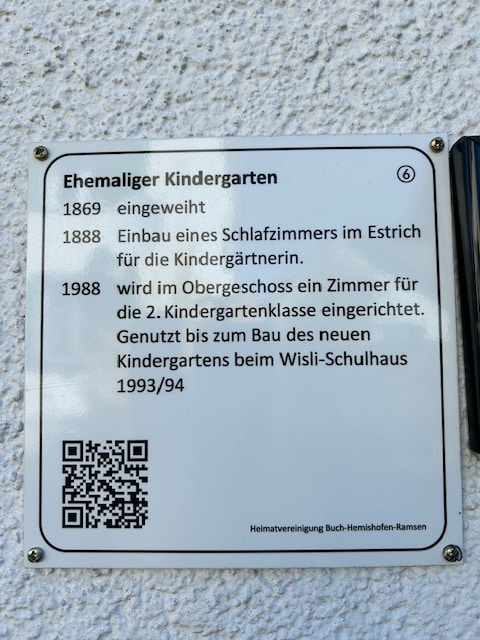 Ehemaliger Kindergarten 6
1869 eingeweiht
1888 Einbau eines Schlafzimmers im Estrich
für die Kindergärtnerin.
1988 wird im Obergeschoss ein Zimmer für
die 2. Kindergartenklasse eingerichtet.
Genutzt bis zum Bau des neuen
Kindergartens beim Wisli-Schulhaus
1993/94
Heimatvereinigung Buch-Hemishofen-Ramsen